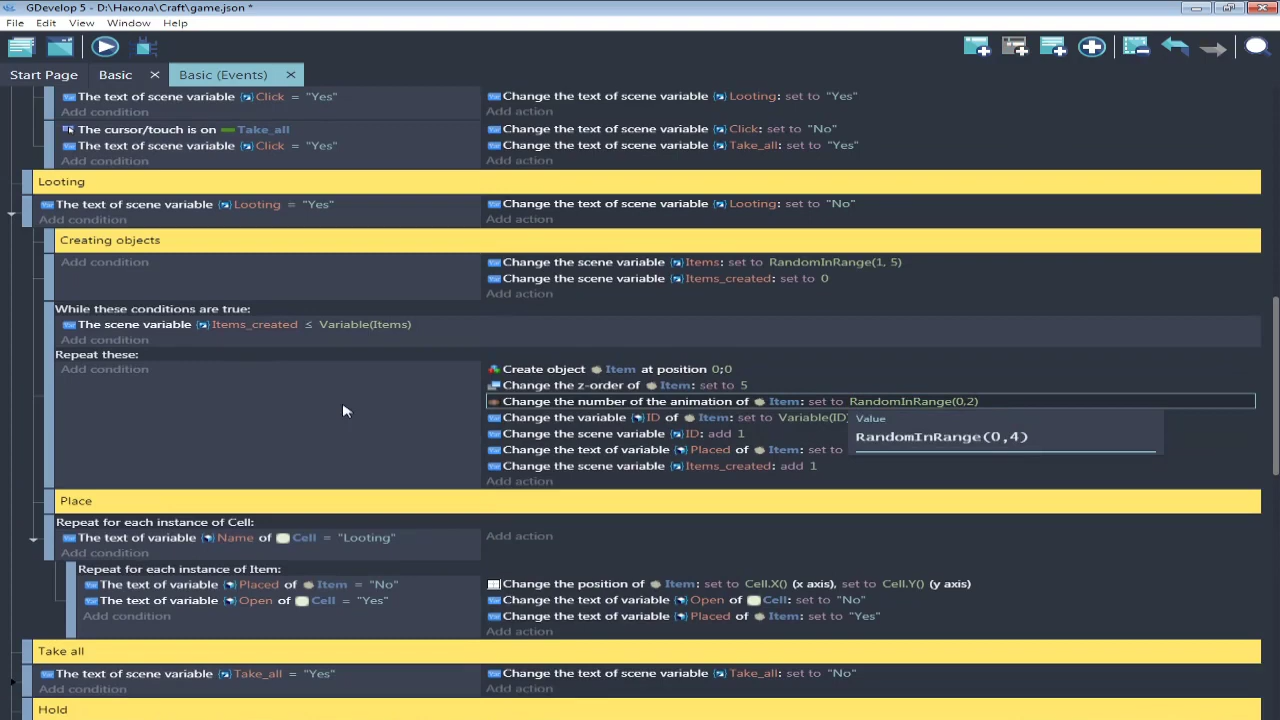 GDevelop 5 - D:\Накола\Craft\game.json *
File Edit View Window Help
Start Page Basic × Basic (Events) ×
The text of scene variable Click = "Yes" Change the text of scene variable Looting: set to "Yes"
Add condition Add action
The cursor/touch is on Take_all Change the text of scene variable Click: set to "No"
The text of scene variable Click = "Yes" Change the text of scene variable Take_all: set to "Yes"
Add condition Add action
Looting
The text of scene variable Looting = "Yes" Change the text of scene variable Looting: set to "No"
Add condition Add action
Creating objects
Add condition Change the scene variable Items: set to RandomInRange(1, 5)
Change the scene variable Items_created: set to 0
Add action
While these conditions are true:
The scene variable Items_created ≤ Variable(Items)
Add condition
Repeat these:
Add condition Create object Item at position 0;0
Change the z-order of Item: set to 5
Change the number of the animation of Item: set to RandomInRange(0,2)
Change the variable ID of Item: set to Variable(ID) Value
Change the scene variable ID: add 1 RandomInRange(0,4)
Change the text of variable Placed of Item: set to
Change the scene variable Items_created: add 1
Add action
Place
Repeat for each instance of Cell:
The text of variable Name of Cell = "Looting" Add action
Add condition
Repeat for each instance of Item:
The text of variable Placed of Item = "No" Change the position of Item: set to Cell.X() (x axis), set to Cell.Y() (y axis)
The text of variable Open of Cell = "Yes" Change the text of variable Open of Cell: set to "No"
Add condition Change the text of variable Placed of Item: set to "Yes"
Add action
Take all
The text of scene variable Take_all = "Yes" Change the text of scene variable Take_all: set to "No"
Add condition Add action
Hold